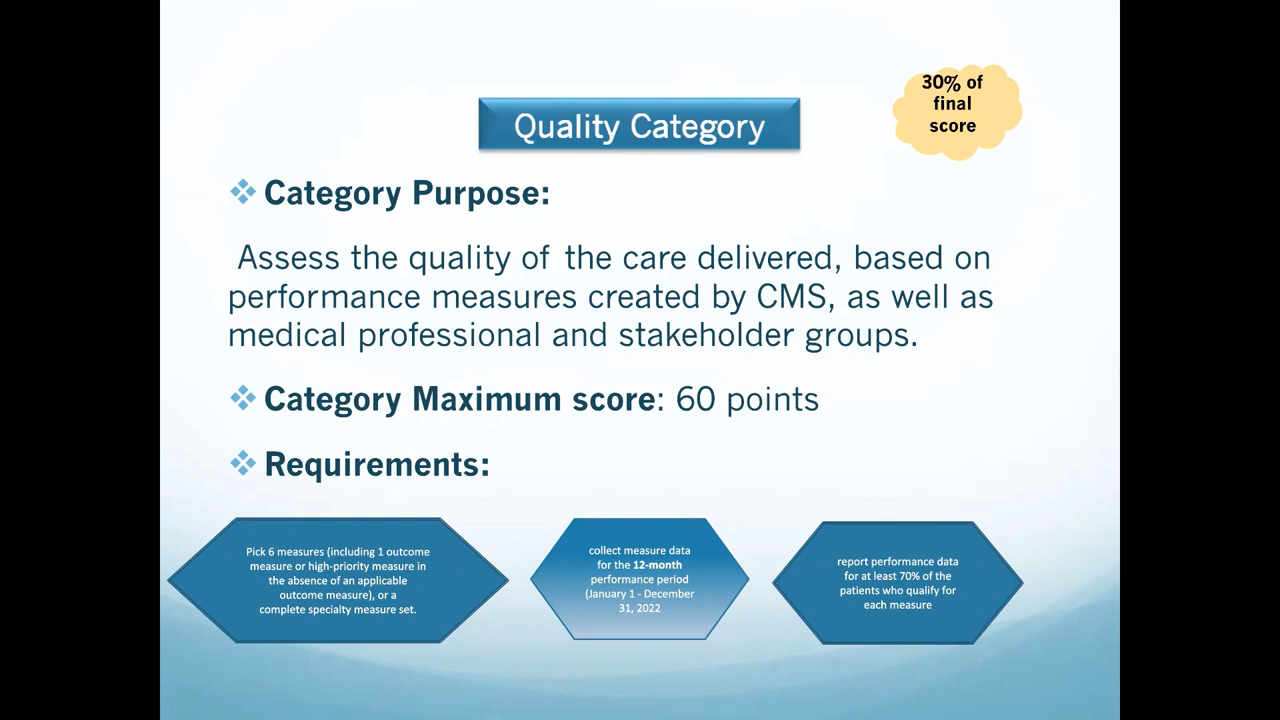 30% of
final
score
Quality Category
Category Purpose:
Assess the quality of the care delivered, based on
performance measures created by CMS, as well as
medical professional and stakeholder groups.
Category Maximum score: 60 points
Requirements:
Pick 6 measures (including 1 outcome
measure or high-priority measure in
the absence of an applicable
outcome measure), or a
complete specialty measure set.
collect measure data
for the 12-month
performance period
(January 1 - December
31, 2022
report performance data
for at least 70% of the
patients who qualify for
each measure